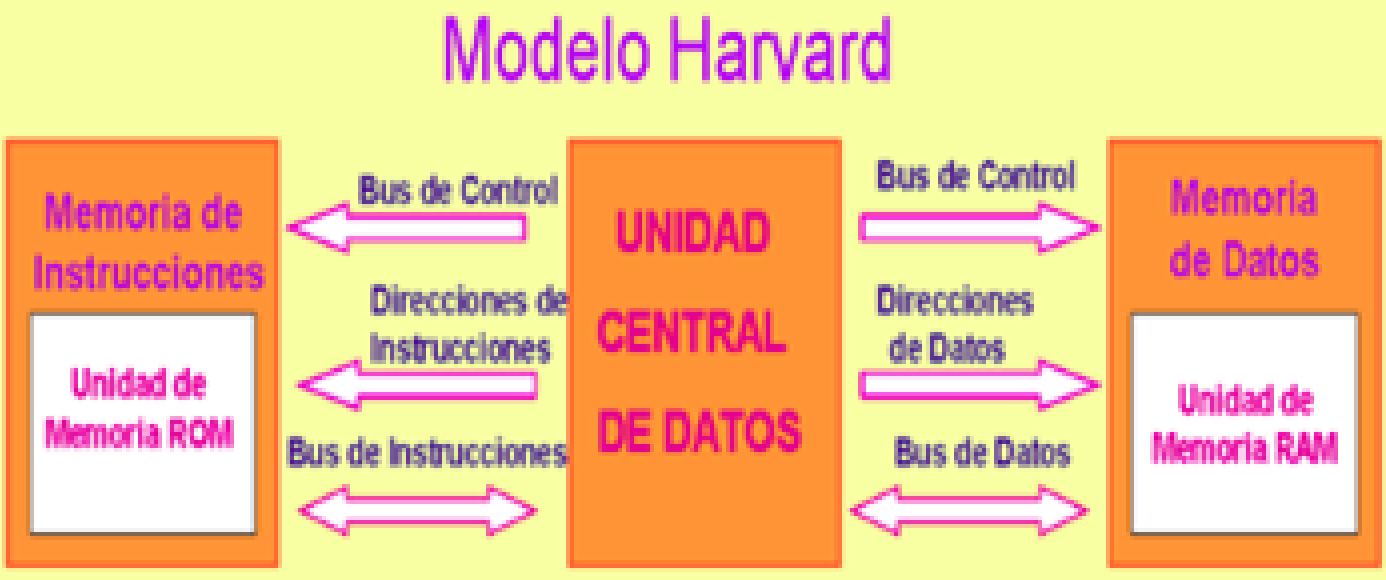 Modelo Harvard
Memoria de
Instrucciones
Unidad de
Memoria ROM
Bus de Control
Direcciones de
Instrucciones
Bus de Instrucciones
UNIDAD
CENTRAL
DE DATOS
Bus de Control
Direcciones
de Datos
Bus de Datos
Memoria
de Datos
Unidad de
Memoria RAM